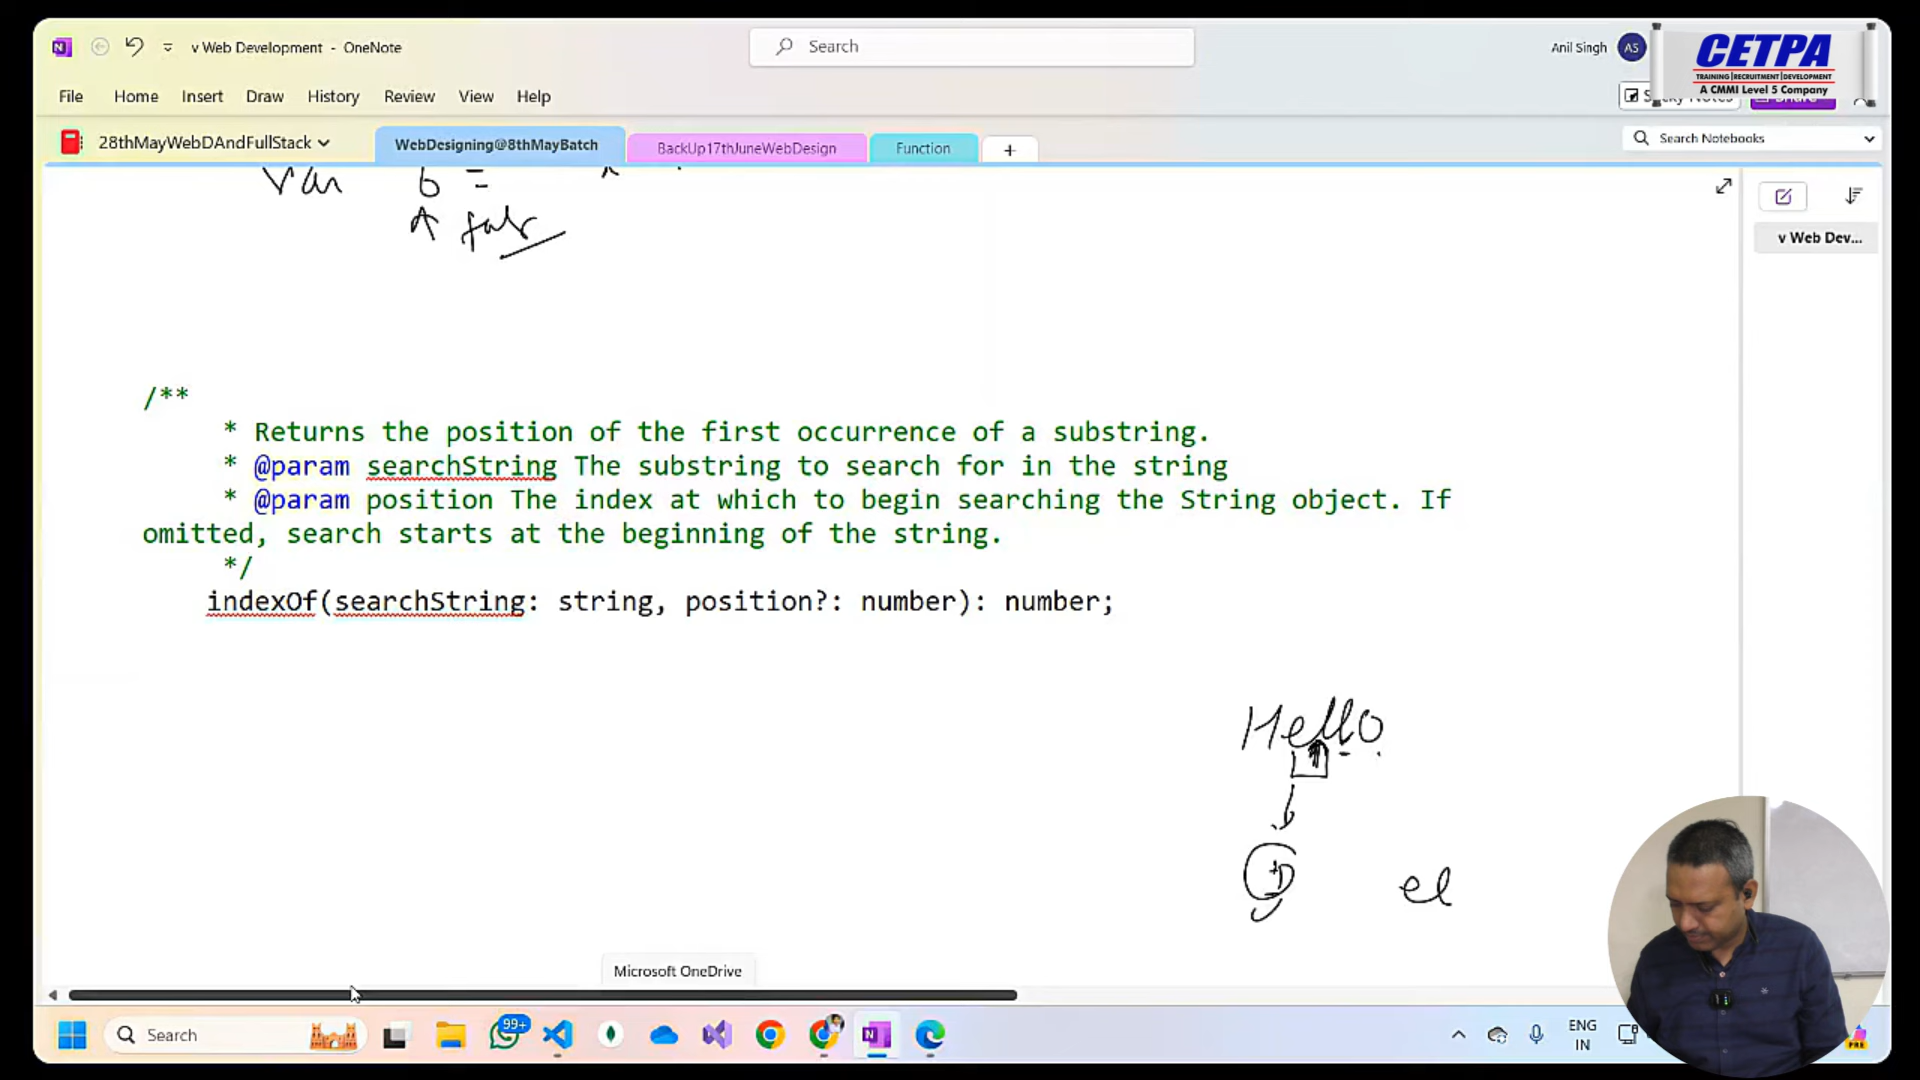 v Web Development - OneNote
Search
Anil Singh
AS
CETPA
TRAINING|RECRUITMENT|DEVELOPMENT
A CMMI Level 5 Company
File Home Insert Draw History Review View Help
28thMayWebDAndFullStack
WebDesigning@8thMayBatch
BackUp17thJuneWebDesign
Function
+
Search Notebooks
v Web Dev...
var b =
/**
* Returns the position of the first occurrence of a substring.
* @param searchString The substring to search for in the string
* @param position The index at which to begin searching the String object. If
omitted, search starts at the beginning of the string.
*/
indexOf(searchString: string, position?: number): number;
Hello
el
Microsoft OneDrive
Search
99+
ENG
IN
PRE